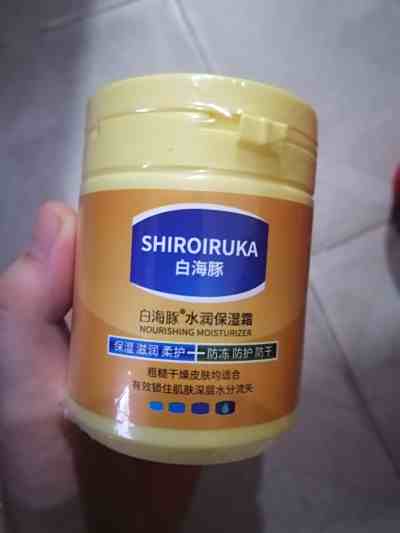 SHIROIRUKA
白海豚
白海豚®水润保湿霜
NOURISHING MOISTURIZER
保湿 滋润 柔护 防冻 防护 防干
粗糙干燥皮肤均适合
有效锁住肌肤深层水分流失